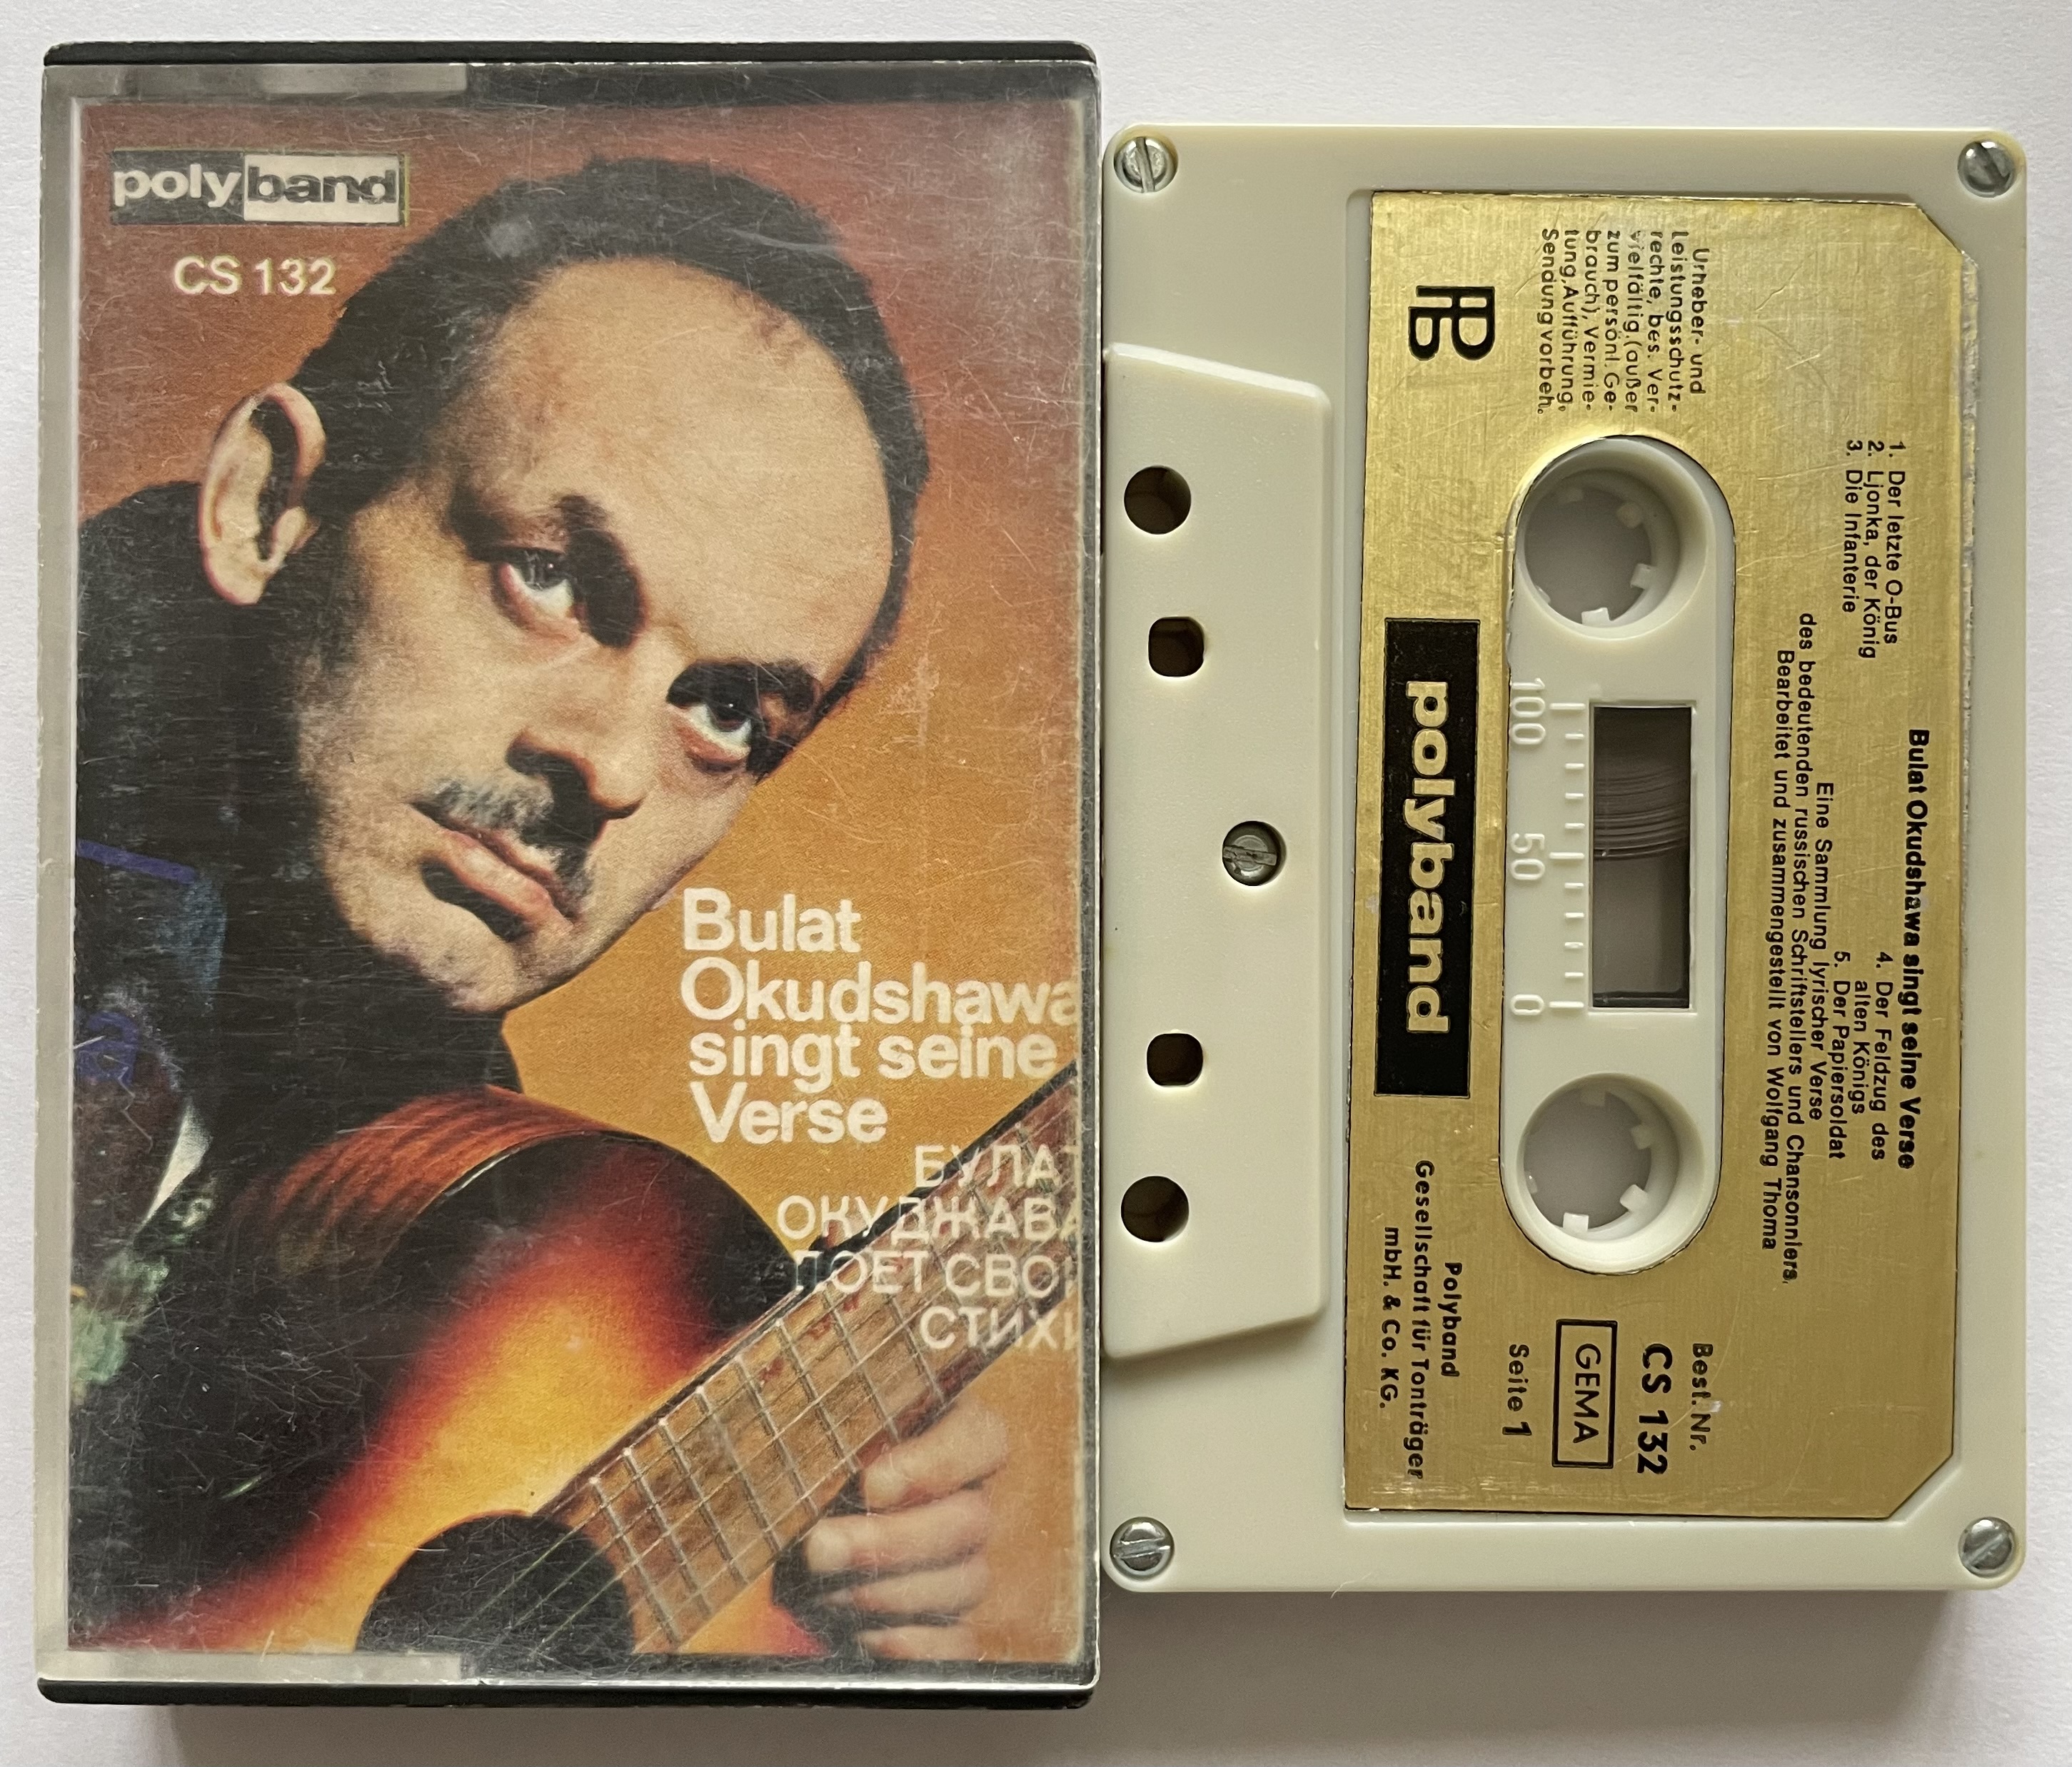 polyband
CS 132
Bulat
Okudshawa
singt seine
Verse
БУЛАТ
ОКУДЖАВА
ПОЕТ СВОИ
СТИХИ
Bulat Okudshawa singt seine Verse
1. Der letzte O-Bus
2. Ljonka, der König
3. Die Infanterie
4. Der Feldzug des
alten Königs
5. Der Papiersoldat
Eine Sammlung lyrischer Verse
des bedeutenden russischen Schriftstellers und Chansonniers,
Bearbeitet und zusammengestellt von Wolfgang Thoma
Urheber- und
Leistungsschutz-
rechte, bes. Ver-
vielfältig.(außer
zum persönl. Ge-
brauch), Vermie-
tung, Aufführung,
Sendung vorbeh.
PB
Best. Nr.
CS 132
GEMA
Seite 1
100 50 0
polyband
Polyband
Gesellschaft für Tonträger
mbH. & Co. KG.